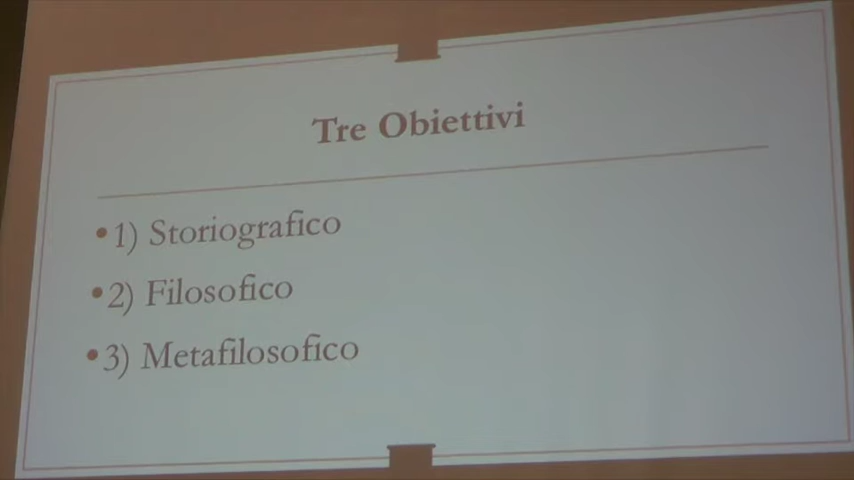 Tre Obiettivi
•1) Storiografico
•2) Filosofico
•3) Metafilosofico